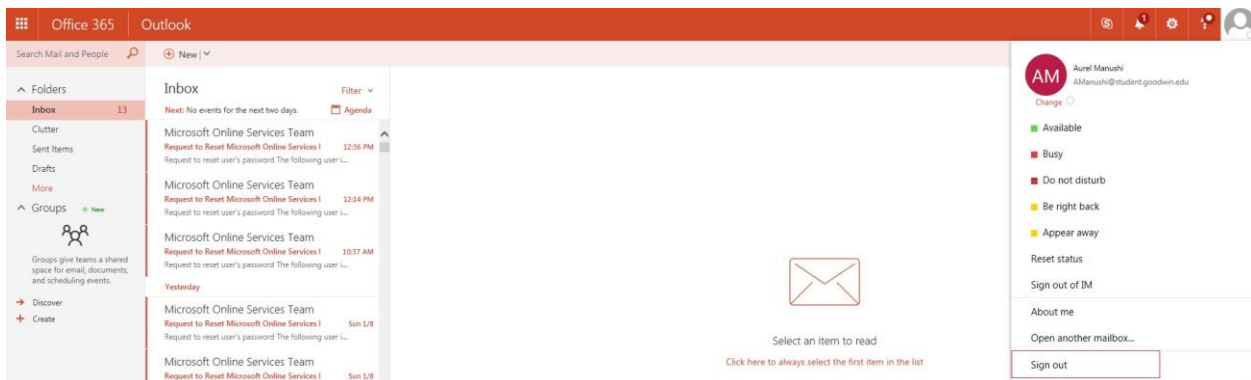 Office 365
Outlook
1
Search Mail and People
New
Folders
Inbox 13
Clutter
Sent Items
Drafts
More
Groups New
Groups give teams a shared
space for email, documents,
and scheduling events.
Discover
Create
Inbox
Filter
Next: No events for the next two days.
Agenda
Microsoft Online Services Team
Request to Reset Microsoft Online Services I 12:36 PM
Request to reset user's password The following user i...
Microsoft Online Services Team
Request to Reset Microsoft Online Services I 12:14 PM
Request to reset user's password The following user i...
Microsoft Online Services Team
Request to Reset Microsoft Online Services I 10:37 AM
Request to reset user's password The following user i...
Yesterday
Microsoft Online Services Team
Request to Reset Microsoft Online Services I Sun 1/8
Request to reset user's password The following user i...
Microsoft Online Services Team
Request to Reset Microsoft Online Services I Sun 1/8
Select an item to read
Click here to always select the first item in the list
AM
Aurel Manushi
AManushi@student.goodwin.edu
Change
Available
Busy
Do not disturb
Be right back
Appear away
Reset status
Sign out of IM
About me
Open another mailbox...
Sign out